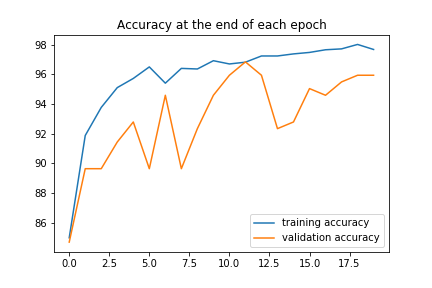 Accuracy at the end of each epoch
98
96
94
92
90
88
86
training accuracy
validation accuracy
0.0 2.5 5.0 7.5 10.0 12.5 15.0 17.5